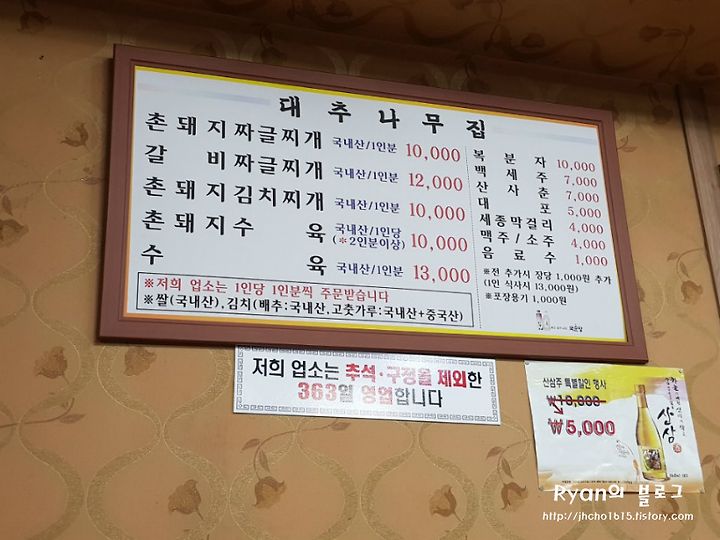 대추나무집
촌돼지짜글찌개 국내산/1인분 10,000
갈비짜글찌개 국내산/1인분 12,000
촌돼지김치찌개 국내산/1인분 10,000
촌돼지수육 국내산/1인당 (※2인분이상) 10,000
수육 국내산/1인분 13,000
※저희 업소는 1인당 1인분씩 주문받습니다
※쌀(국내산),김치(배추:국내산,고춧가루:국내산+중국산)
복분자 10,000
백세주 7,000
산사춘 7,000
대포 5,000
세종막걸리 4,000
맥주/소주 4,000
음료수 1,000
※전 추가시 장당 1,000원 추가
(1인 식사시 13,000원)
※포장용기 1,000원
국순당
저희 업소는 추석·구정을 제외한
363일 영업합니다
산삼주 특별할인 행사
₩10,000
₩5,000
산삼
Ryan의 블로그
http://jhcho1615.tistory.com